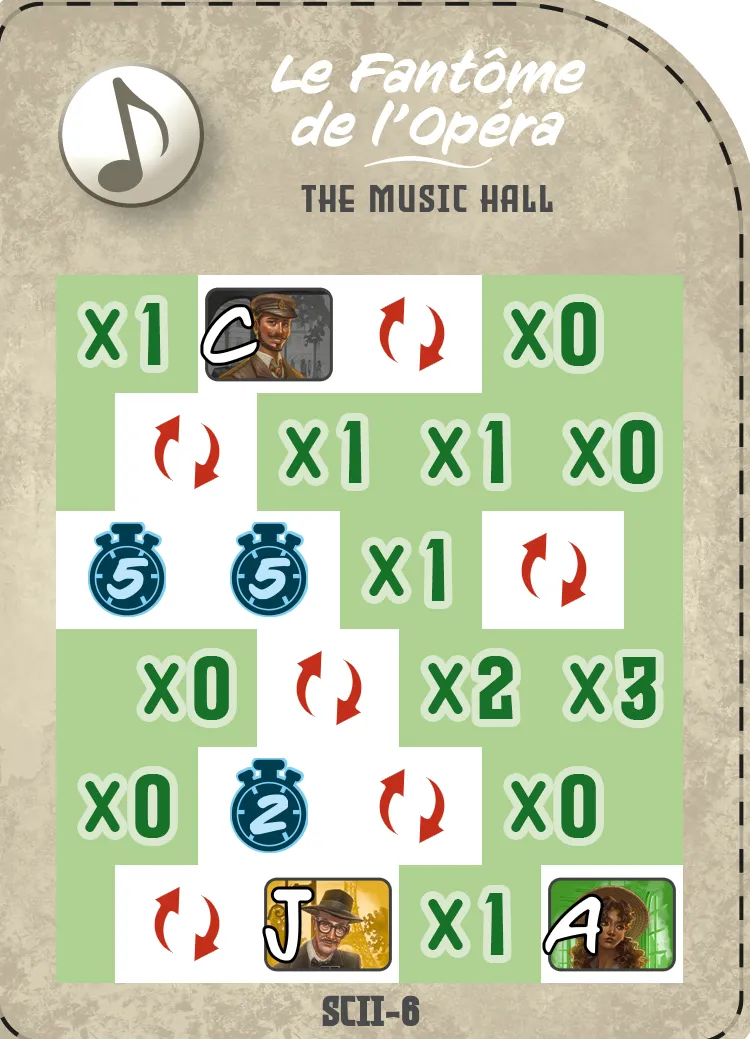 Le Fantôme
de l'Opéra
THE MUSIC HALL
X1 C X0
X1 X1 X0
5 5 X1
X0 X2 X3
X0 2 X0
J X1 A
SCII-6